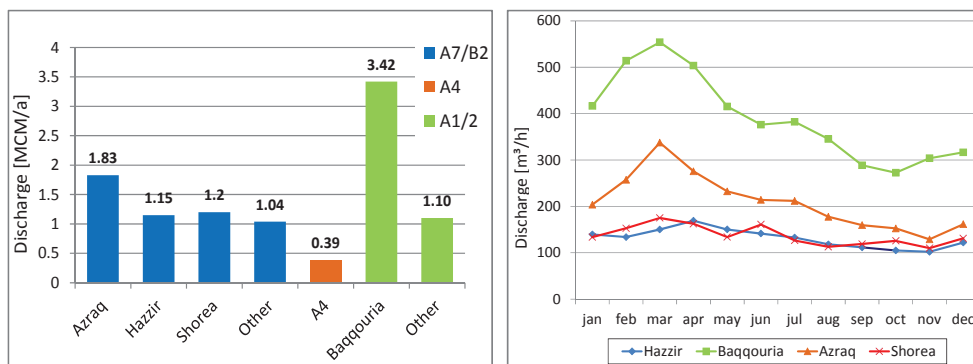 Discharge [MCM/a]
4
3.5
3
2.5
2
1.5
1
0.5
0
1.83
1.15
1.2
1.04
0.39
3.42
1.10
Azraq
Hazzir
Shorea
Other
A4
Baqqouria
Other
A7/B2
A4
A1/2
Discharge [m³/h]
600
500
400
300
200
100
0
jan feb mar apr may jun jul aug sep oct nov dec
Hazzir Baqqouria Azraq Shorea